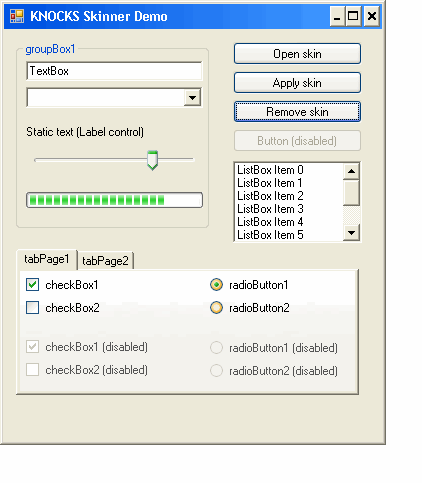 KNOCKS Skinner Demo
groupBox1
TextBox
Static text (Label control)
Open skin
Apply skin
Remove skin
Button (disabled)
ListBox Item 0
ListBox Item 1
ListBox Item 2
ListBox Item 3
ListBox Item 4
ListBox Item 5
tabPage1
tabPage2
checkBox1
radioButton1
checkBox2
radioButton2
checkBox1 (disabled)
radioButton1 (disabled)
checkBox2 (disabled)
radioButton2 (disabled)